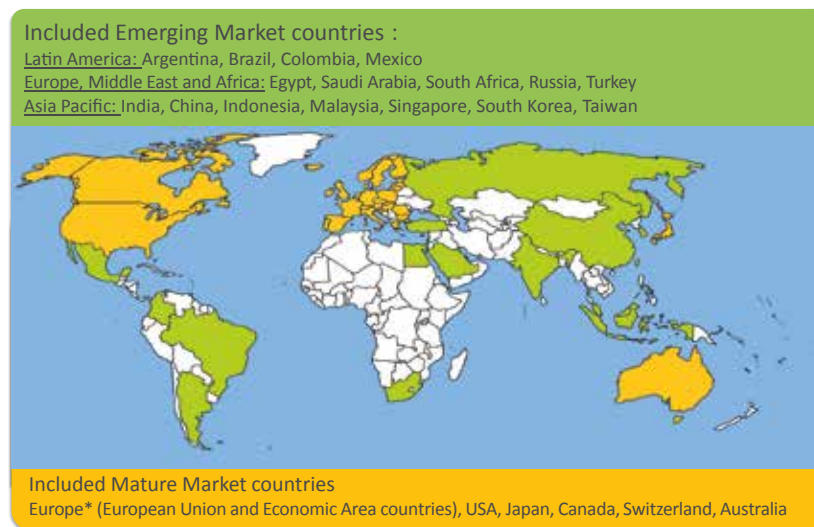 Included Emerging Market countries :
Latin America: Argentina, Brazil, Colombia, Mexico
Europe, Middle East and Africa: Egypt, Saudi Arabia, South Africa, Russia, Turkey
Asia Pacific: India, China, Indonesia, Malaysia, Singapore, South Korea, Taiwan
Included Mature Market countries
Europe* (European Union and Economic Area countries), USA, Japan, Canada, Switzerland, Australia